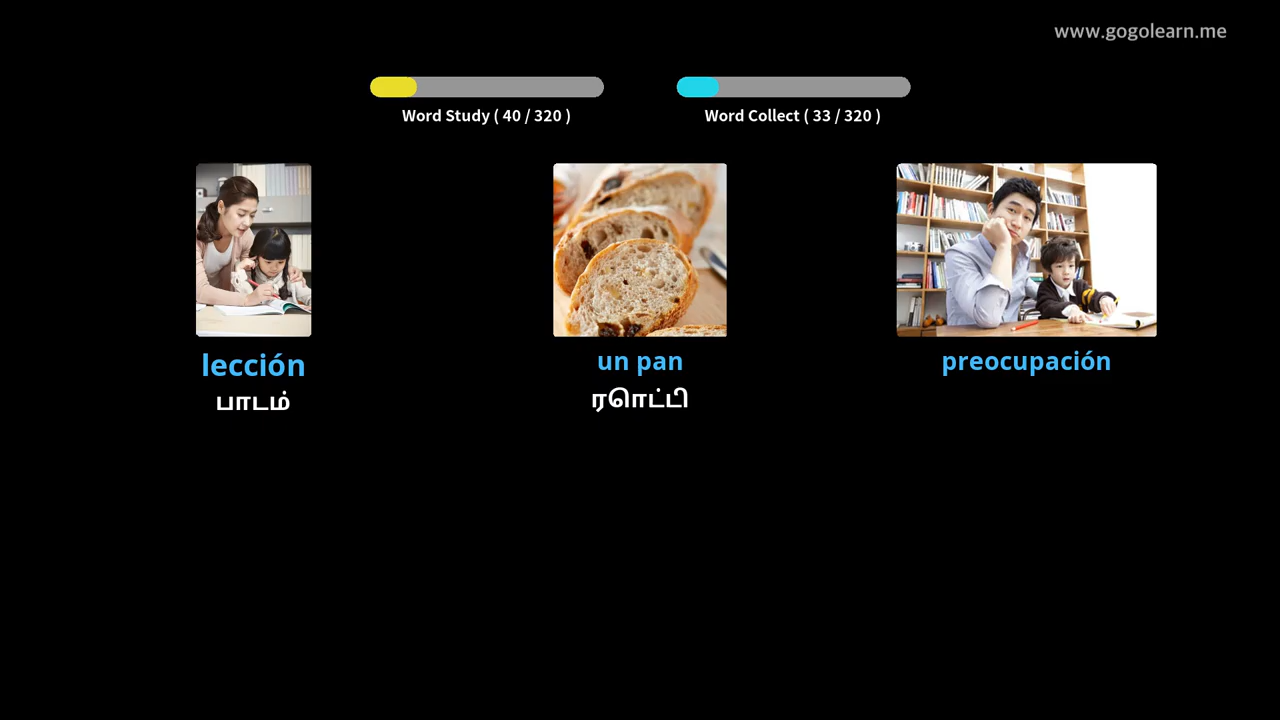 www.gogolearn.me
Word Study ( 40 / 320 )
Word Collect ( 33 / 320 )
lección
பாடம்
un pan
ரொட்டி
preocupación